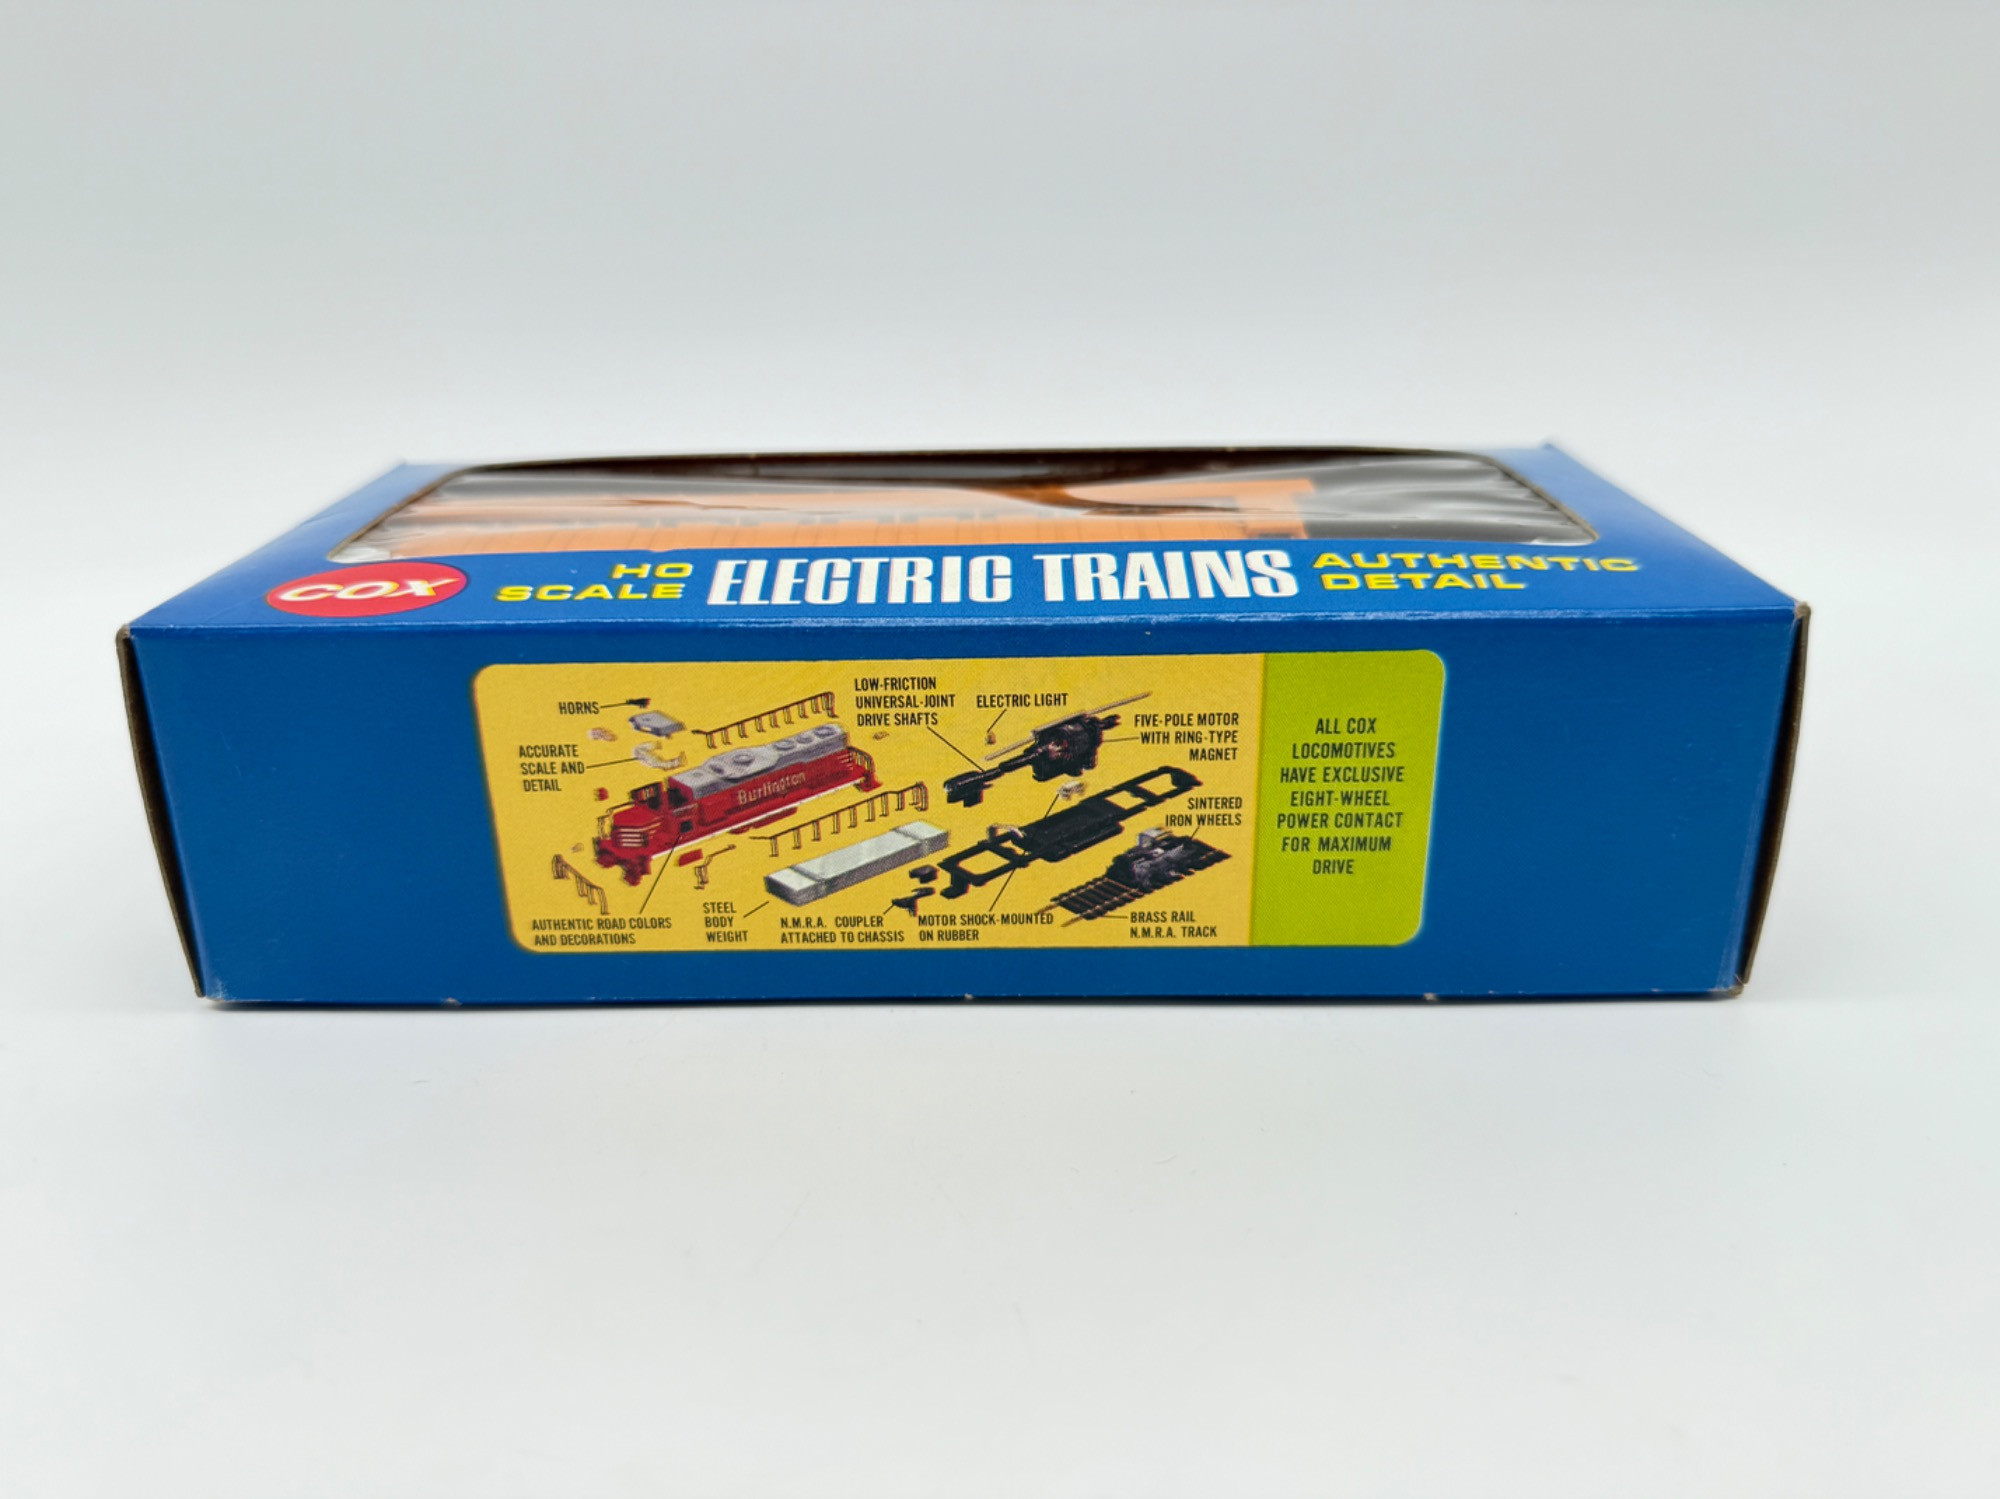 COX
HO
SCALE
ELECTRIC TRAINS
AUTHENTIC
DETAIL
HORNS
ACCURATE
SCALE AND
DETAIL
LOW-FRICTION
UNIVERSAL-JOINT
DRIVE SHAFTS
ELECTRIC LIGHT
FIVE-POLE MOTOR
WITH RING-TYPE
MAGNET
Burlington
SINTERED
IRON WHEELS
AUTHENTIC ROAD COLORS
AND DECORATIONS
STEEL
BODY
WEIGHT
N.M.R.A. COUPLER
ATTACHED TO CHASSIS
MOTOR SHOCK-MOUNTED
ON RUBBER
BRASS RAIL
N.M.R.A. TRACK
ALL COX
LOCOMOTIVES
HAVE EXCLUSIVE
EIGHT-WHEEL
POWER CONTACT
FOR MAXIMUM
DRIVE